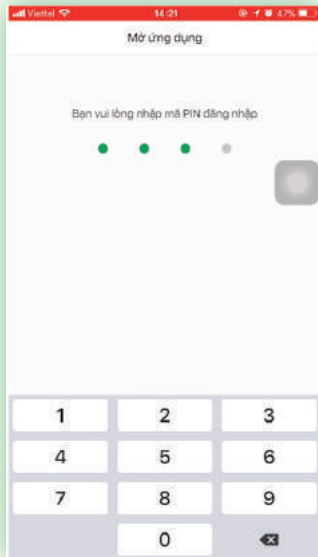 Viettel 14:21 47%
Mở ứng dụng
Bạn vui lòng nhập mã PIN đăng nhập
1 2 3
4 5 6
7 8 9
0